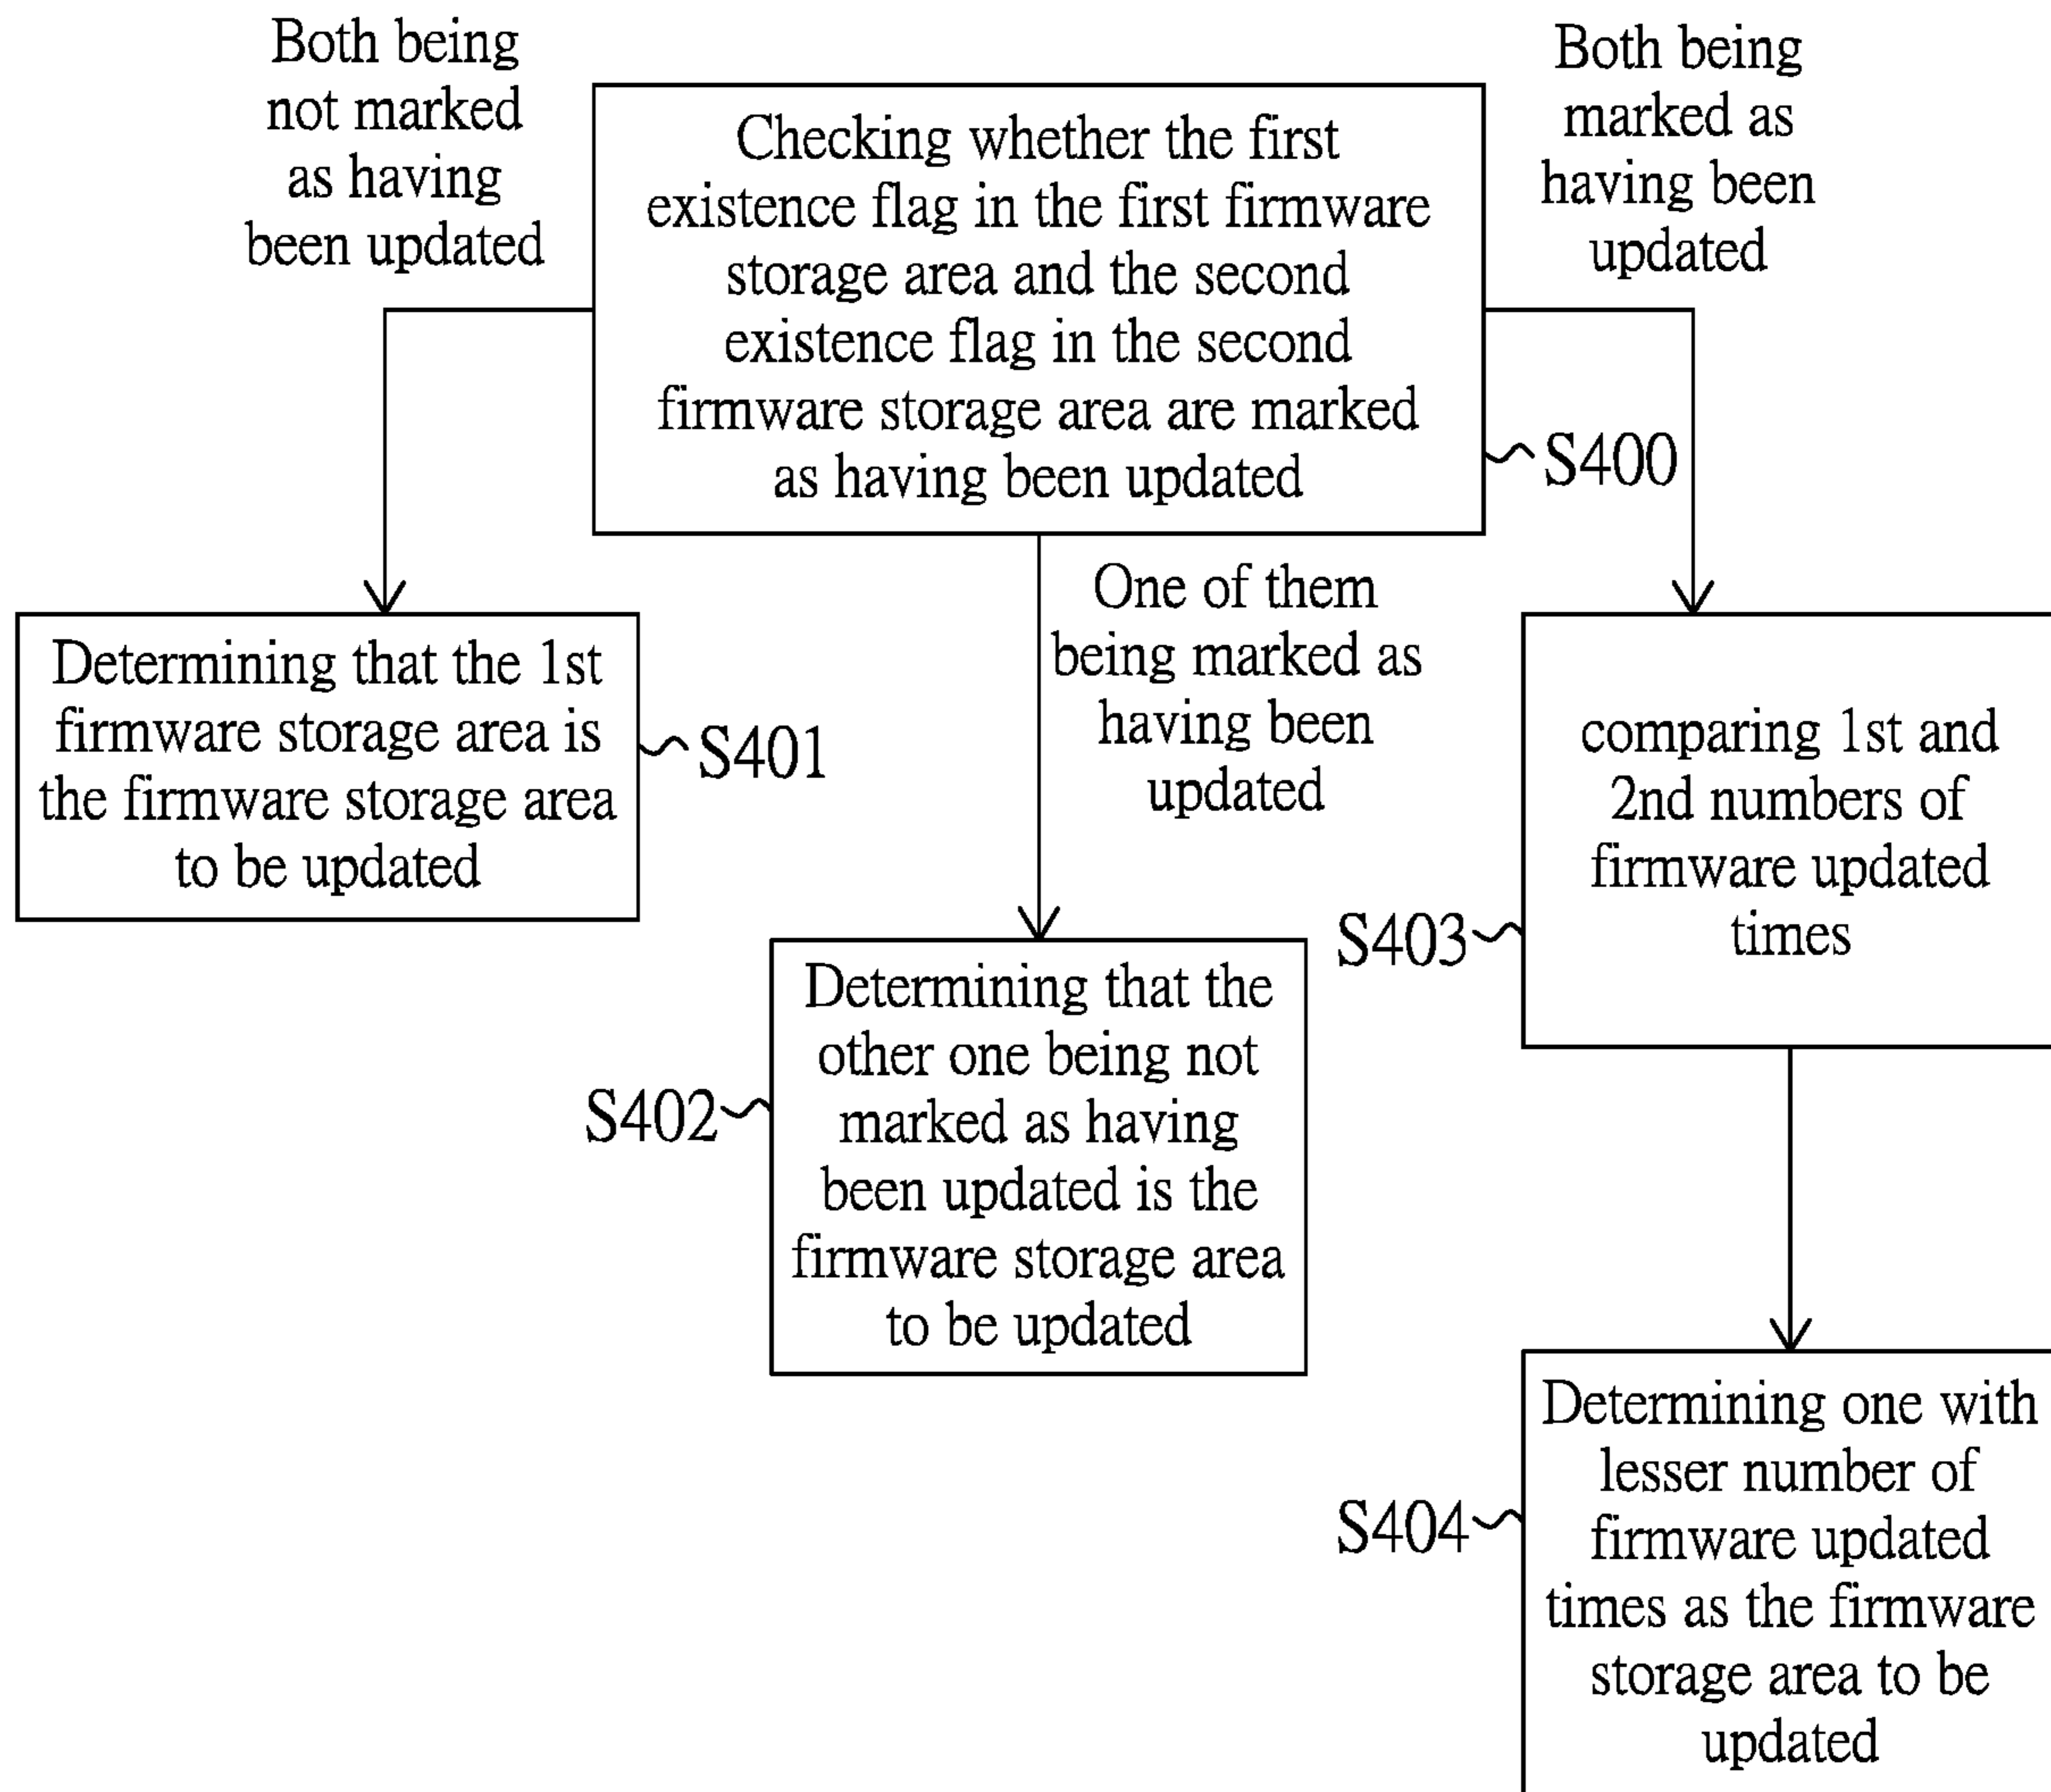 Both being
not marked
as having
been updated
Checking whether the first
existence flag in the first firmware
storage area and the second
existence flag in the second
firmware storage area are marked
as having been updated
S400
Both being
marked as
having been
updated
Determining that the 1st
firmware storage area is
the firmware storage area
to be updated
S401
One of them
being marked as
having been
updated
Determining that the
other one being not
marked as having
been updated is the
firmware storage area
to be updated
S402
comparing 1st and
2nd numbers of
firmware updated
times
S403
Determining one with
lesser number of
firmware updated
times as the firmware
storage area to be
updated
S404